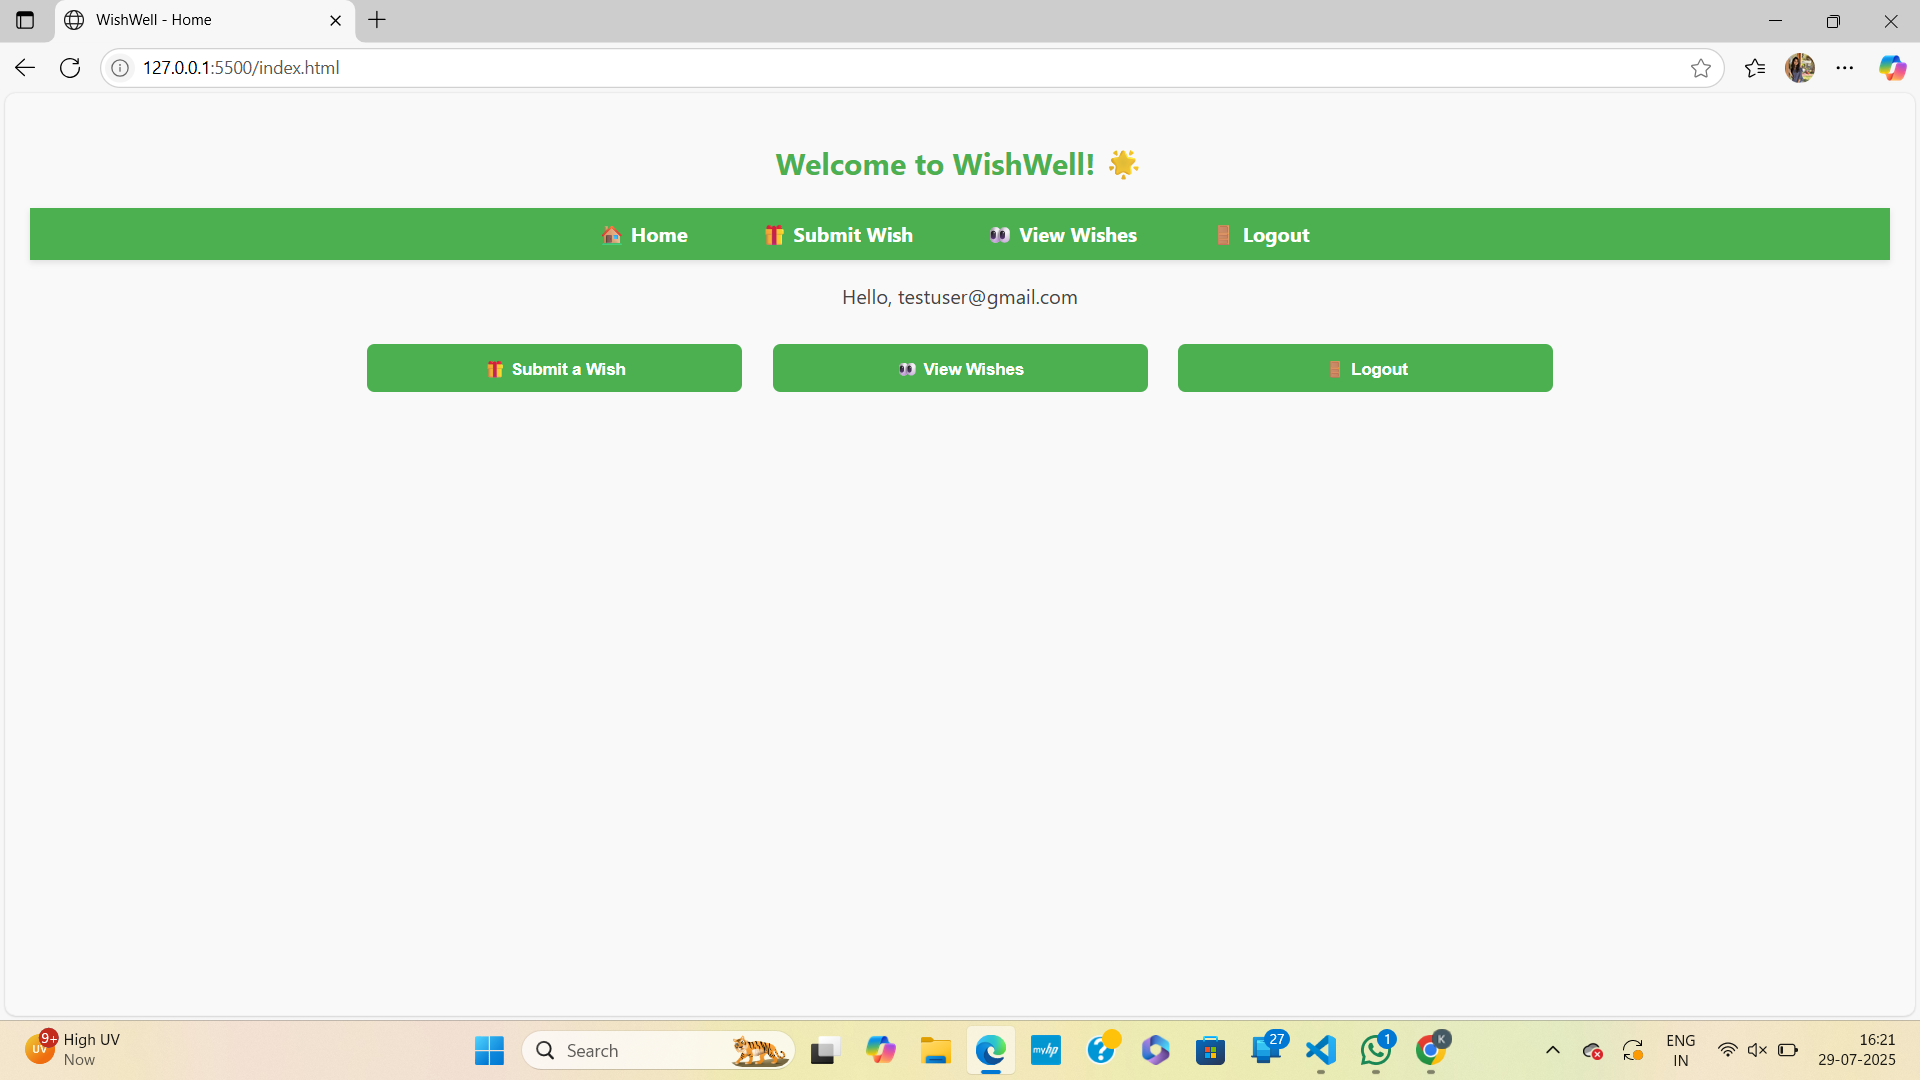 WishWell - Home
127.0.0.1:5500/index.html
Welcome to WishWell! 🌟
🏠 Home 🎁 Submit Wish 👀 View Wishes 🚪 Logout
Hello, testuser@gmail.com
🎁 Submit a Wish 👀 View Wishes 🚪 Logout
9+
UV
High UV
Now
Search
myhp
27
1
K
ENG
IN
16:21
29-07-2025